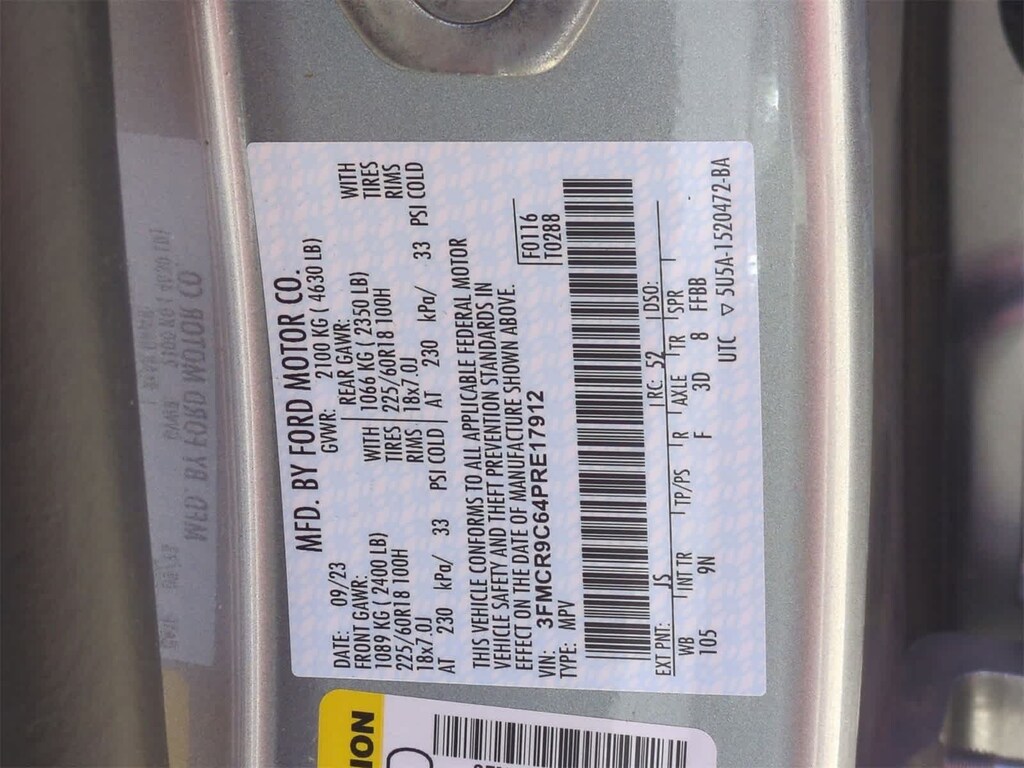 MFD. BY FORD MOTOR CO.
DATE: 09/23 GVWR: 2100 KG ( 4630 LB)
FRONT GAWR: REAR GAWR:
1089 KG ( 2400 LB) WITH 1066 KG ( 2350 LB) WITH
225/60R18 100H TIRES 225/60R18 100H TIRES
18x7.0J RIMS 18x7.0J RIMS
AT 230 kPa/ 33 PSI COLD AT 230 kPa/ 33 PSI COLD
THIS VEHICLE CONFORMS TO ALL APPLICABLE FEDERAL MOTOR
VEHICLE SAFETY AND THEFT PREVENTION STANDARDS IN
EFFECT ON THE DATE OF MANUFACTURE SHOWN ABOVE.
VIN: 3FMCR9C64PRE17912 F0116
TYPE: MPV T0288
EXT PNT: JS RC: 52 DSO:
WB INT TR TP/PS R AXLE TR SPR
105 9N F 3D 8 FFBB
UTC ▽ 5U5A-1520472-BA
ION